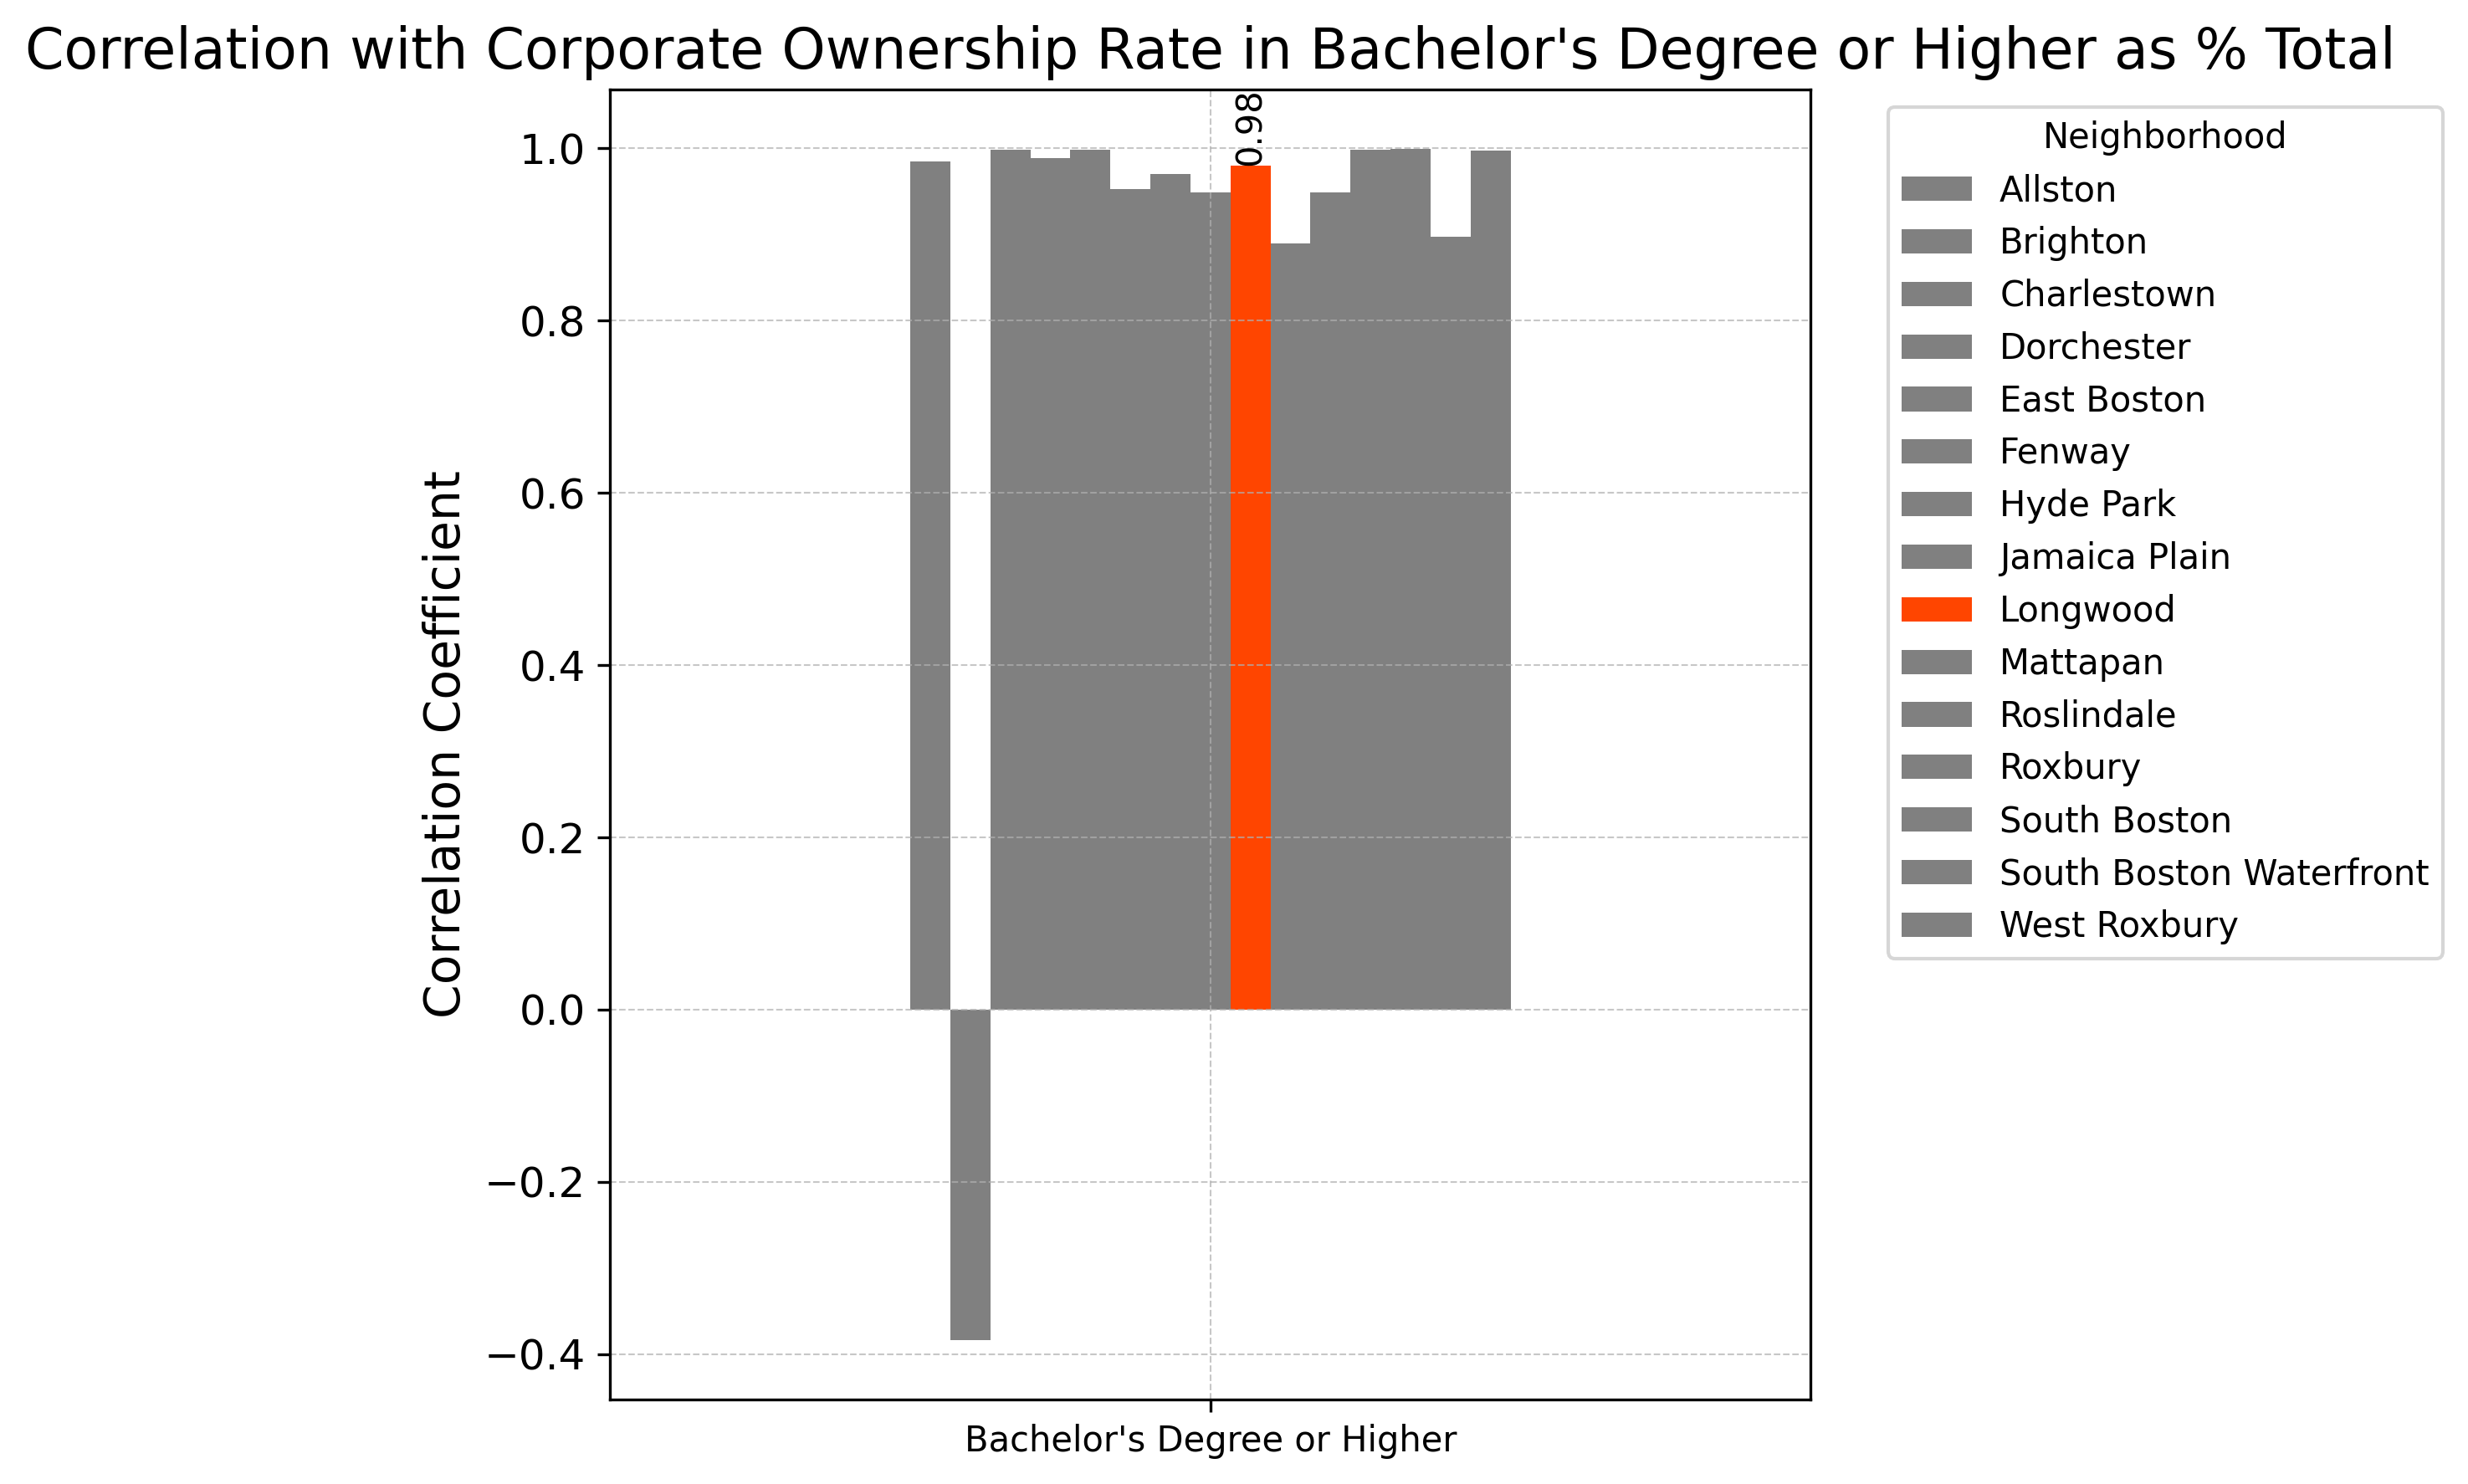 Correlation with Corporate Ownership Rate in Bachelor's Degree or Higher as % Total
0.98
1.0
0.8
0.6
0.4
0.2
0.0
−0.2
−0.4
Correlation Coefficient
Bachelor's Degree or Higher
Neighborhood
Allston
Brighton
Charlestown
Dorchester
East Boston
Fenway
Hyde Park
Jamaica Plain
Longwood
Mattapan
Roslindale
Roxbury
South Boston
South Boston Waterfront
West Roxbury